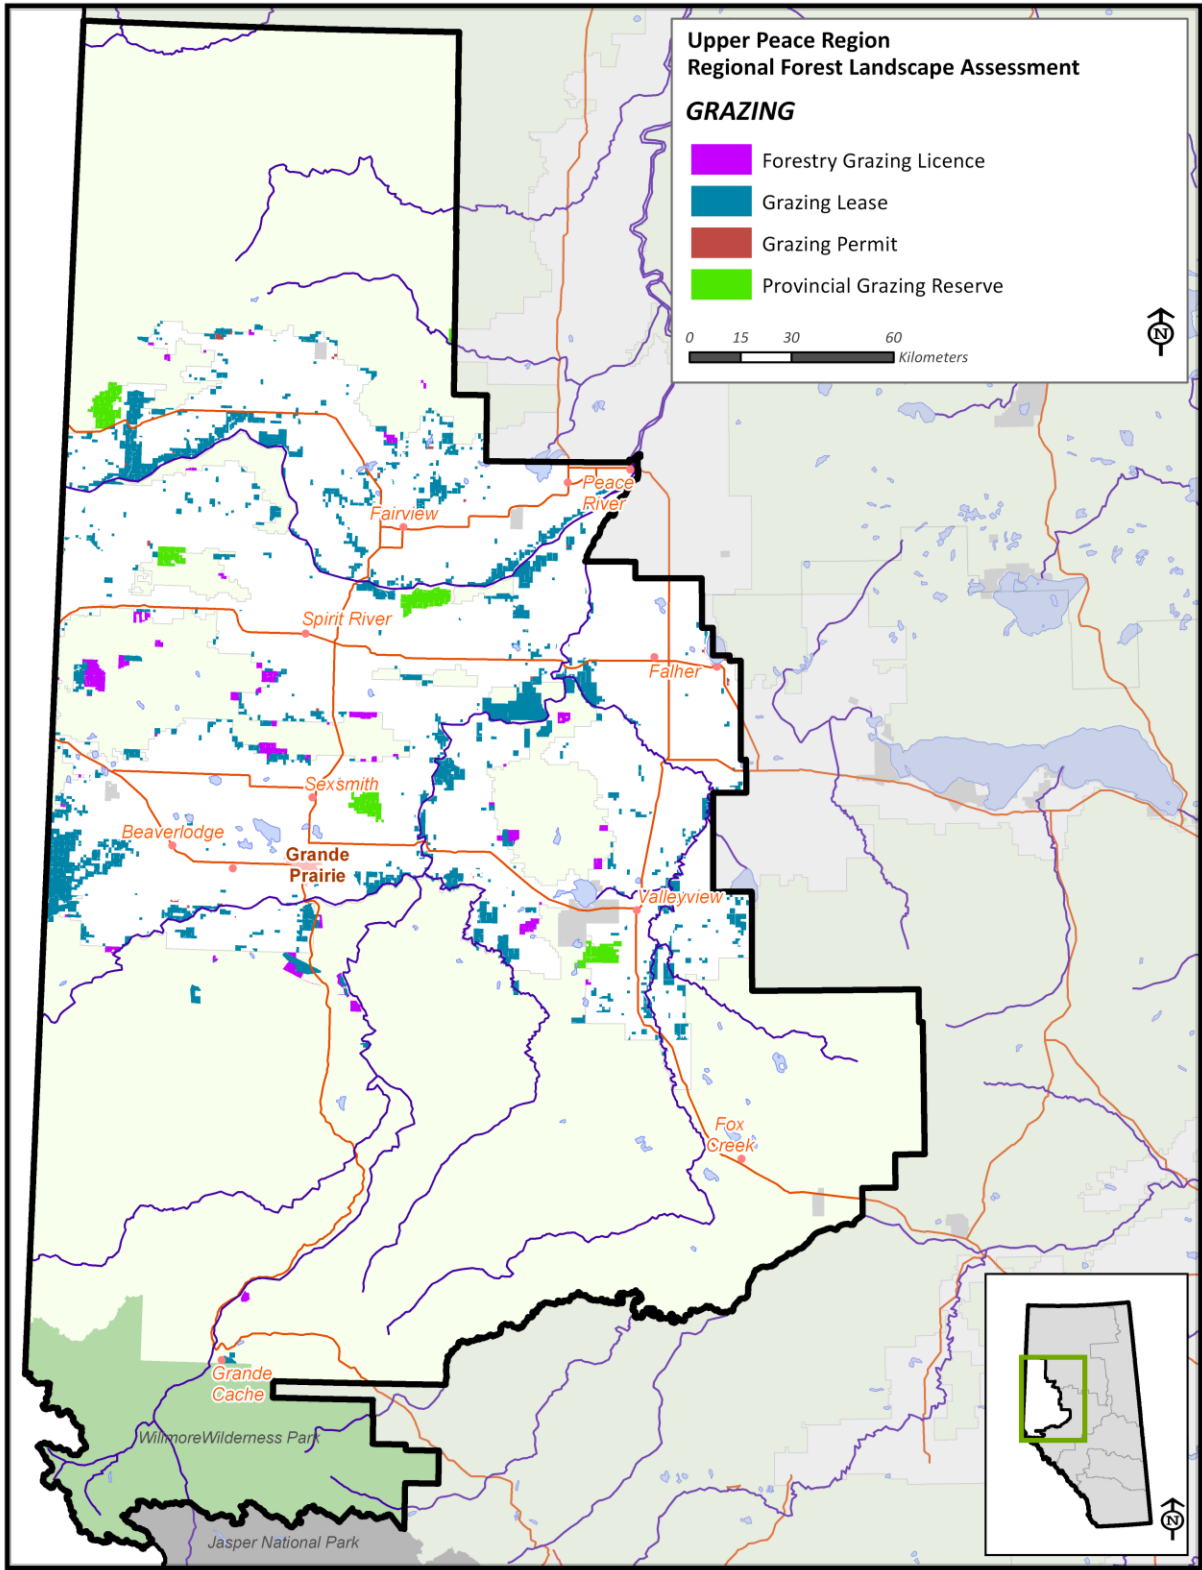 Upper Peace Region
Regional Forest Landscape Assessment
GRAZING
Forestry Grazing Licence
Grazing Lease
Grazing Permit
Provincial Grazing Reserve
0 15 30 60
Kilometers
N
Peace
River
Fairview
Spirit River
Falher
Sexsmith
Beaverlodge
Grande
Prairie
Valleyview
Fox
Creek
Grande
Cache
WillmoreWilderness Park
Jasper National Park
N